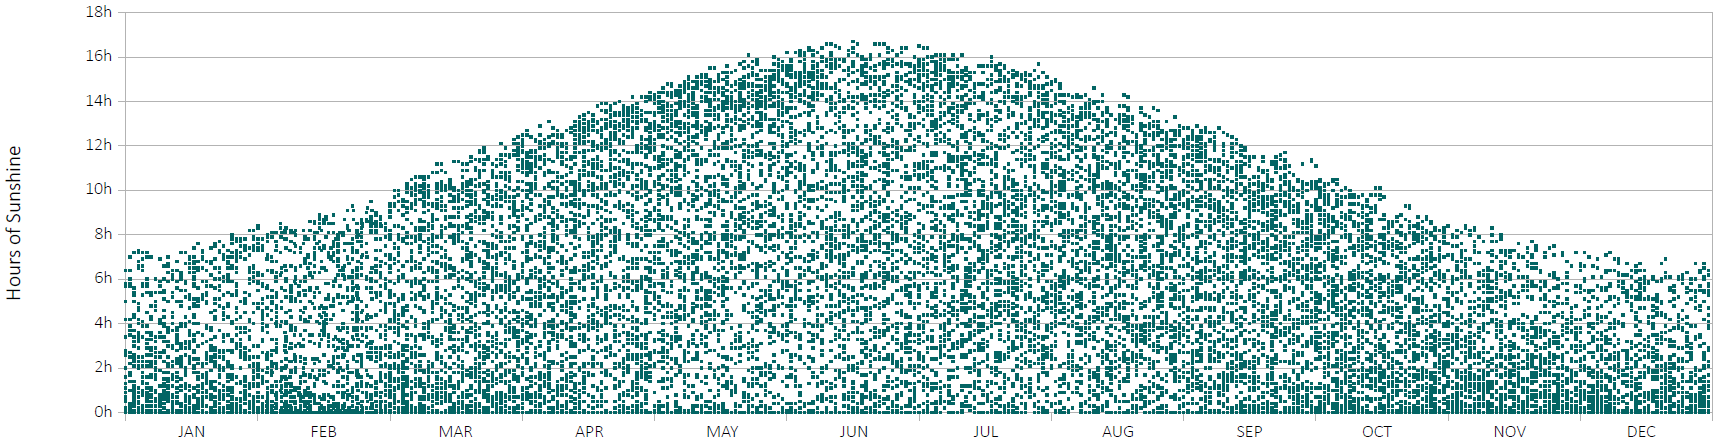 18h
16h
14h
12h
10h
8h
6h
4h
2h
0h
Hours of Sunshine
JAN FEB MAR APR MAY JUN JUL AUG SEP OCT NOV DEC